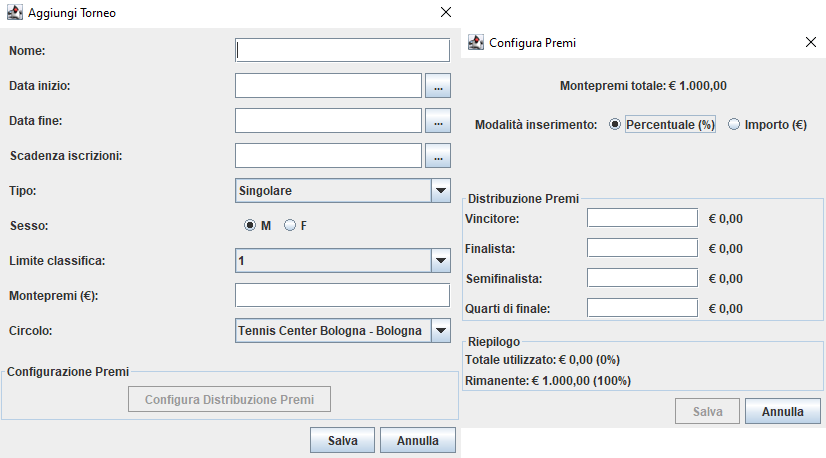 Aggiungi Torneo
Nome:
Data inizio:
...
Data fine:
...
Scadenza iscrizioni:
...
Tipo:
Singolare
Sesso:
M F
Limite classifica:
1
Montepremi (€):
Circolo:
Tennis Center Bologna - Bologna
Configurazione Premi
Configura Distribuzione Premi
Salva Annulla
Configura Premi
Montepremi totale: € 1.000,00
Modalità inserimento: Percentuale (%) Importo (€)
Distribuzione Premi
Vincitore: € 0,00
Finalista: € 0,00
Semifinalista: € 0,00
Quarti di finale: € 0,00
Riepilogo
Totale utilizzato: € 0,00 (0%)
Rimanente: € 1.000,00 (100%)
Salva Annulla